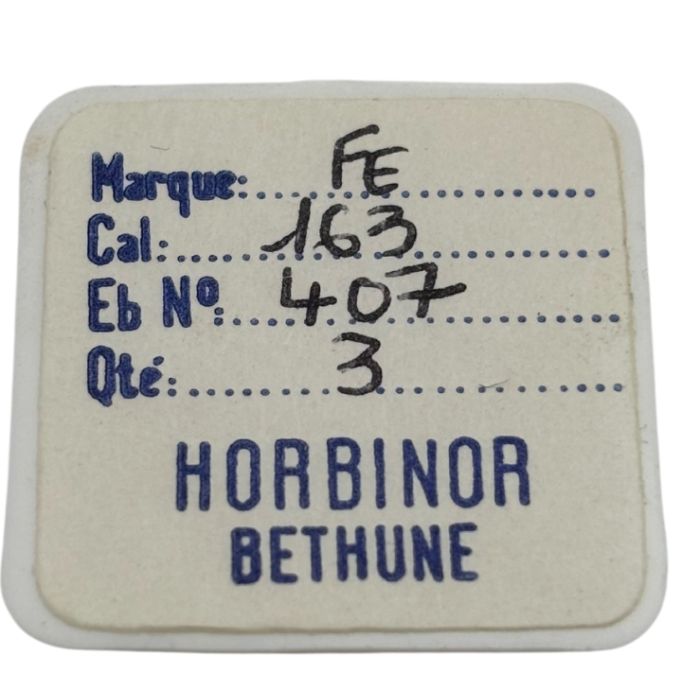 Marque: FE
Cal: 163
Eb Nº: 407
Qté: 3
HORBINOR
BETHUNE